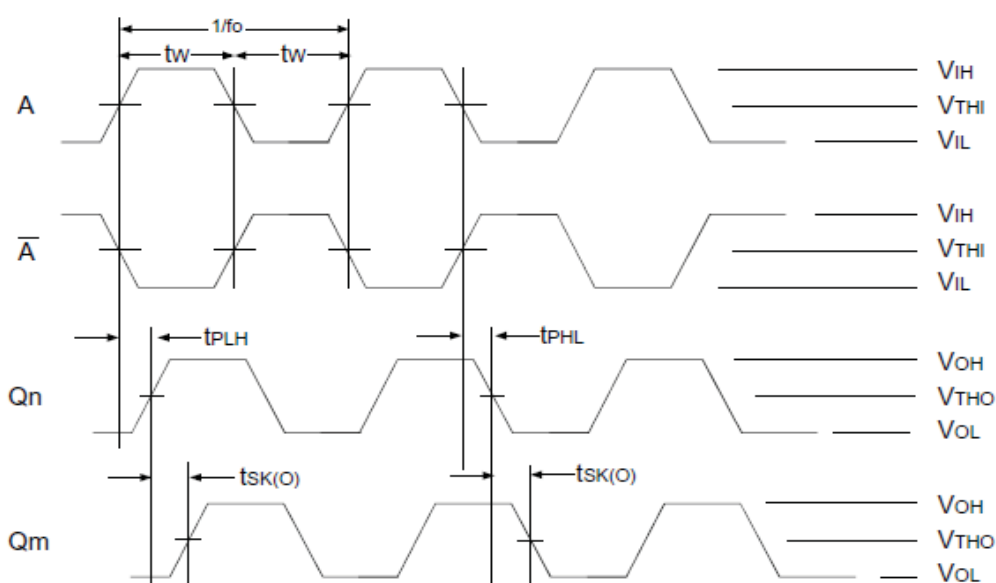 1/fo
tW tW
A VIH
VTHI
VIL
A̅ VIH
VTHI
VIL
tPLH tPHL
Qn VOH
VTHO
VOL
tSK(O) tSK(O)
Qm VOH
VTHO
VOL